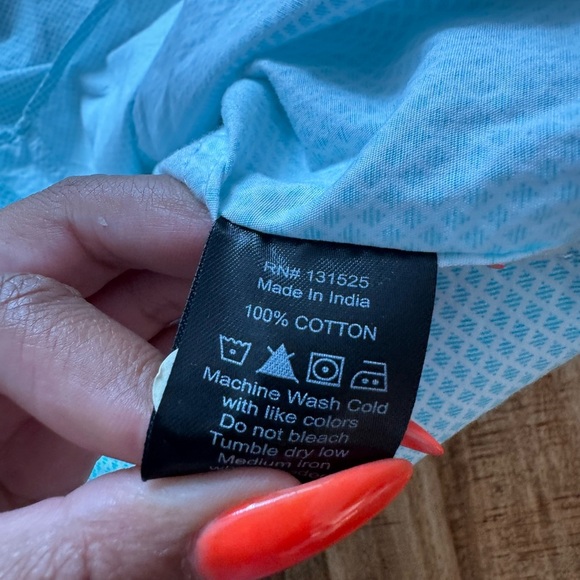 RN# 131525
Made In India
100% COTTON
Machine Wash Cold
with like colors
Do not bleach
Tumble dry low
Medium iron